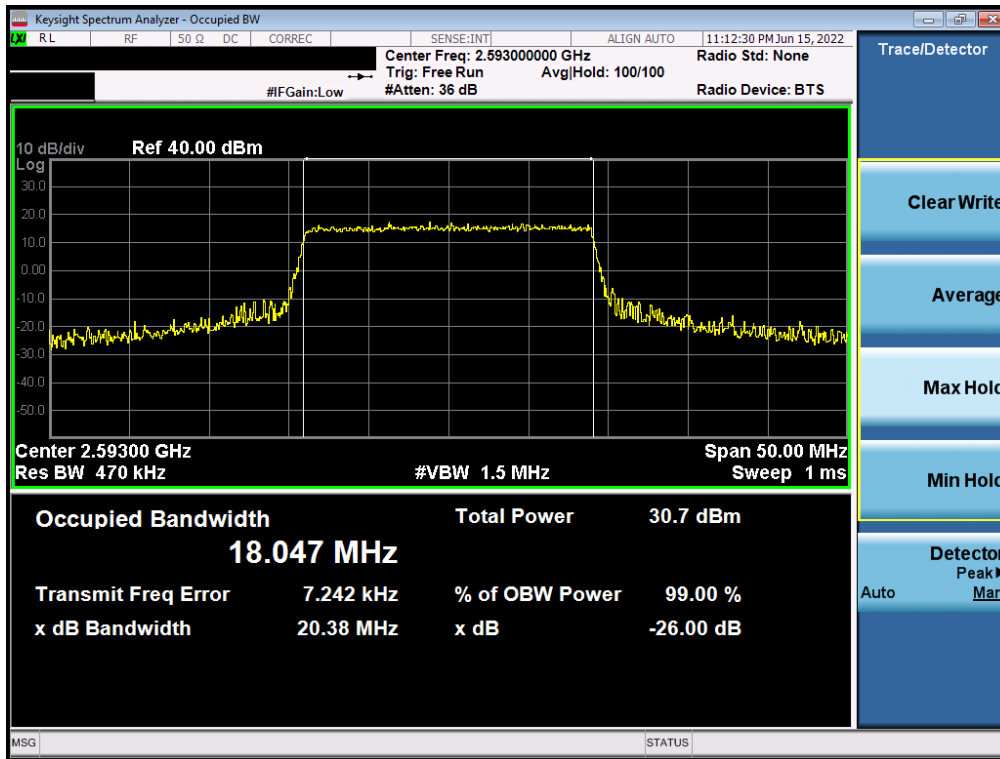 Keysight Spectrum Analyzer - Occupied BW
LXI RL RF 50 Ω DC CORREC SENSE:INT ALIGN AUTO 11:12:30 PM Jun 15, 2022
Center Freq: 2.593000000 GHz Radio Std: None
Trig: Free Run Avg|Hold: 100/100
#IFGain:Low #Atten: 36 dB Radio Device: BTS
Trace/Detector
10 dB/div Ref 40.00 dBm
Log
30.0
20.0
10.0
0.00
-10.0
-20.0
-30.0
-40.0
-50.0
Center 2.59300 GHz Span 50.00 MHz
Res BW 470 kHz #VBW 1.5 MHz Sweep 1 ms
Occupied Bandwidth Total Power 30.7 dBm
18.047 MHz
Transmit Freq Error 7.242 kHz % of OBW Power 99.00 %
x dB Bandwidth 20.38 MHz x dB -26.00 dB
Clear Write
Average
Max Hold
Min Hold
Detector
Peak
Auto Man
MSG STATUS